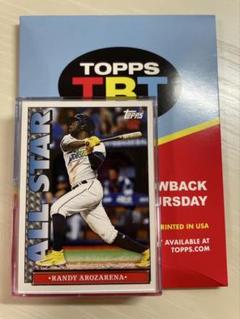 TOPPS
TBT
WBACK
URSDAY
PRINTED IN USA
AVAILABLE AT
TOPPS.COM
ALL STAR
Topps
RANDY AROZARENA